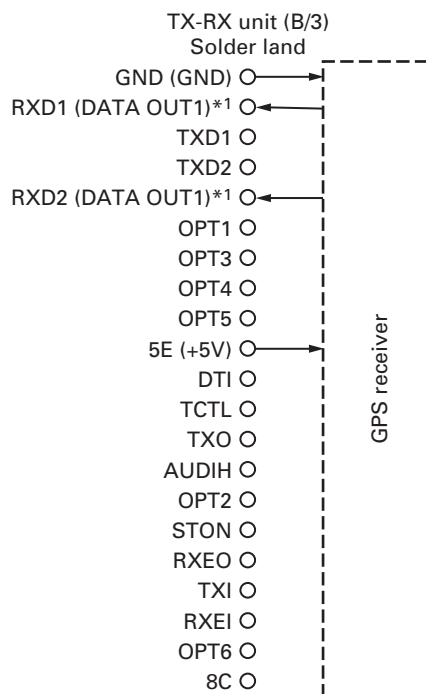 TX-RX unit (B/3)
Solder land
GND (GND)
RXD1 (DATA OUT1)*1
TXD1
TXD2
RXD2 (DATA OUT1)*1
OPT1
OPT3
OPT4
OPT5
5E (+5V)
DTI
TCTL
TXO
AUDIH
OPT2
STON
RXEO
TXI
RXEI
OPT6
8C
GPS receiver